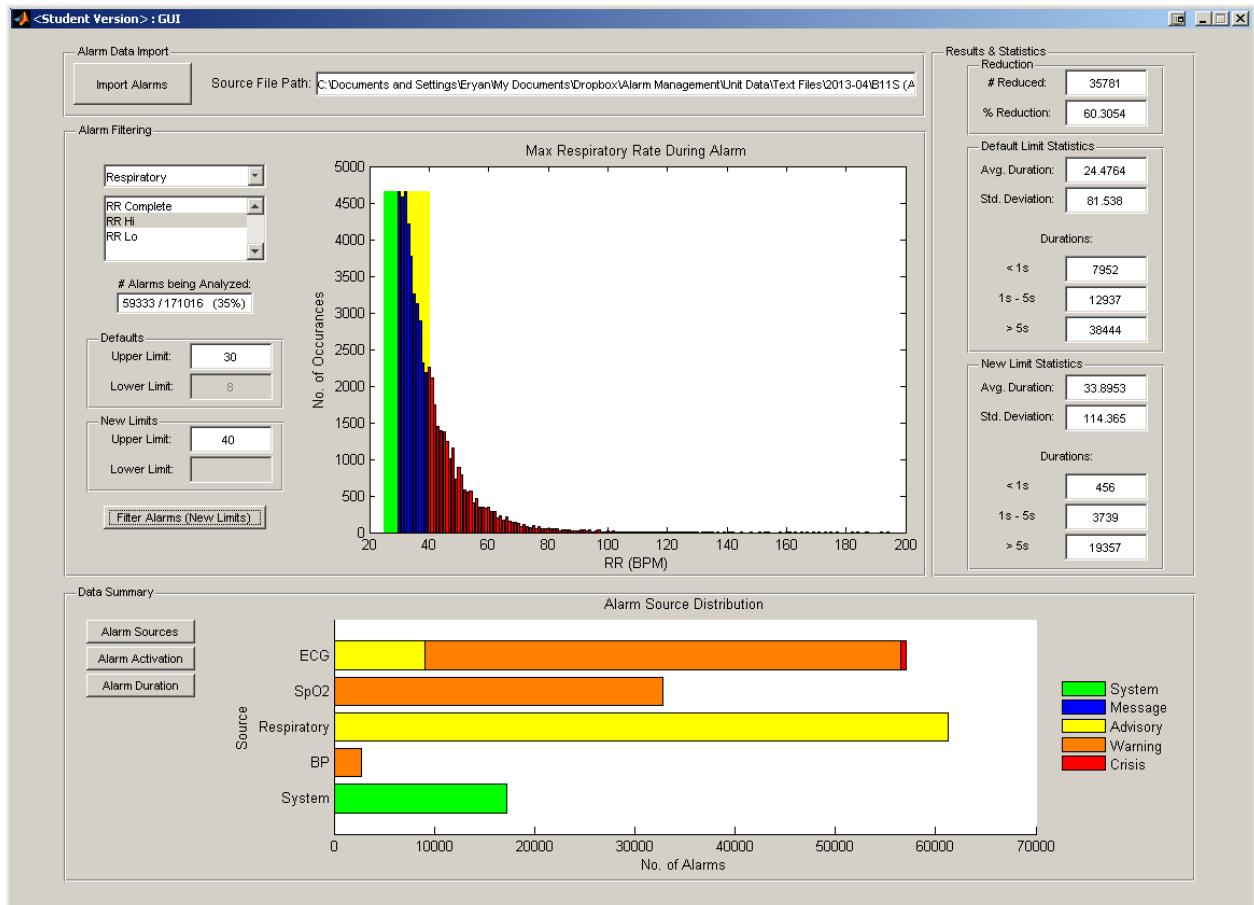 <Student Version> : GUI
Alarm Data Import
Import Alarms
Source File Path: C:\Documents and Settings\Eryan\My Documents\Dropbox\Alarm Management\Unit Data\Text Files\2013-04\B11S (A
Alarm Filtering
Respiratory
RR Complete
RR Hi
RR Lo
# Alarms being Analyzed:
59333 / 171016 (35%)
Defaults
Upper Limit: 30
Lower Limit: 8
New Limits
Upper Limit: 40
Lower Limit:
Filter Alarms (New Limits)
Max Respiratory Rate During Alarm
No. of Occurances
5000
4500
4000
3500
3000
2500
2000
1500
1000
500
0
20 40 60 80 100 120 140 160 180 200
RR (BPM)
Results & Statistics
Reduction
# Reduced: 35781
% Reduction: 60.3054
Default Limit Statistics
Avg. Duration: 24.4764
Std. Deviation: 81.538
Durations:
< 1s 7952
1s - 5s 12937
> 5s 38444
New Limit Statistics
Avg. Duration: 33.8953
Std. Deviation: 114.365
Durations:
< 1s 456
1s - 5s 3739
> 5s 19357
Data Summary
Alarm Sources
Alarm Activation
Alarm Duration
Alarm Source Distribution
Source
ECG
SpO2
Respiratory
BP
System
0 10000 20000 30000 40000 50000 60000 70000
No. of Alarms
System
Message
Advisory
Warning
Crisis